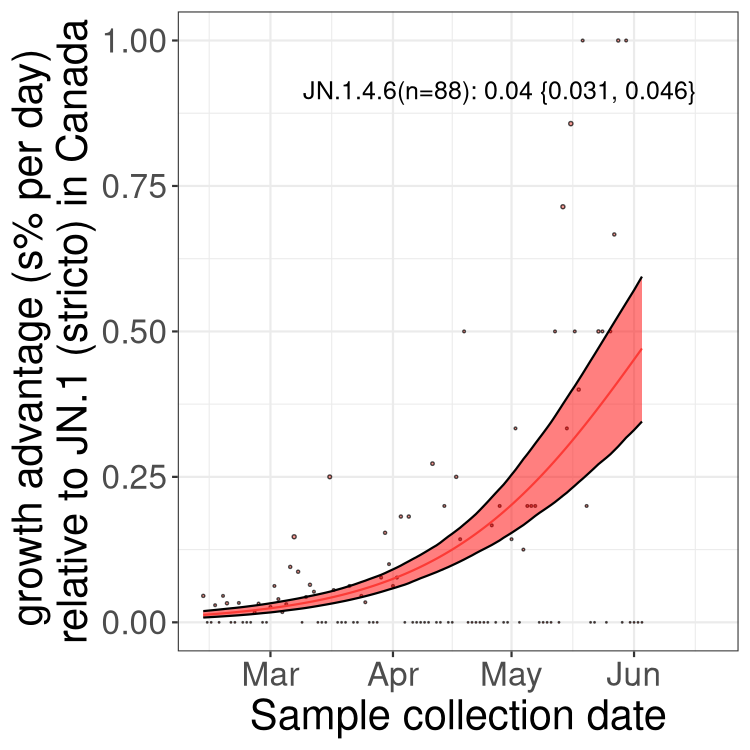 growth advantage (s% per day)
relative to JN.1 (stricto) in Canada
1.00
0.75
0.50
0.25
0.00
JN.1.4.6(n=88): 0.04 {0.031, 0.046}
Mar Apr May Jun
Sample collection date